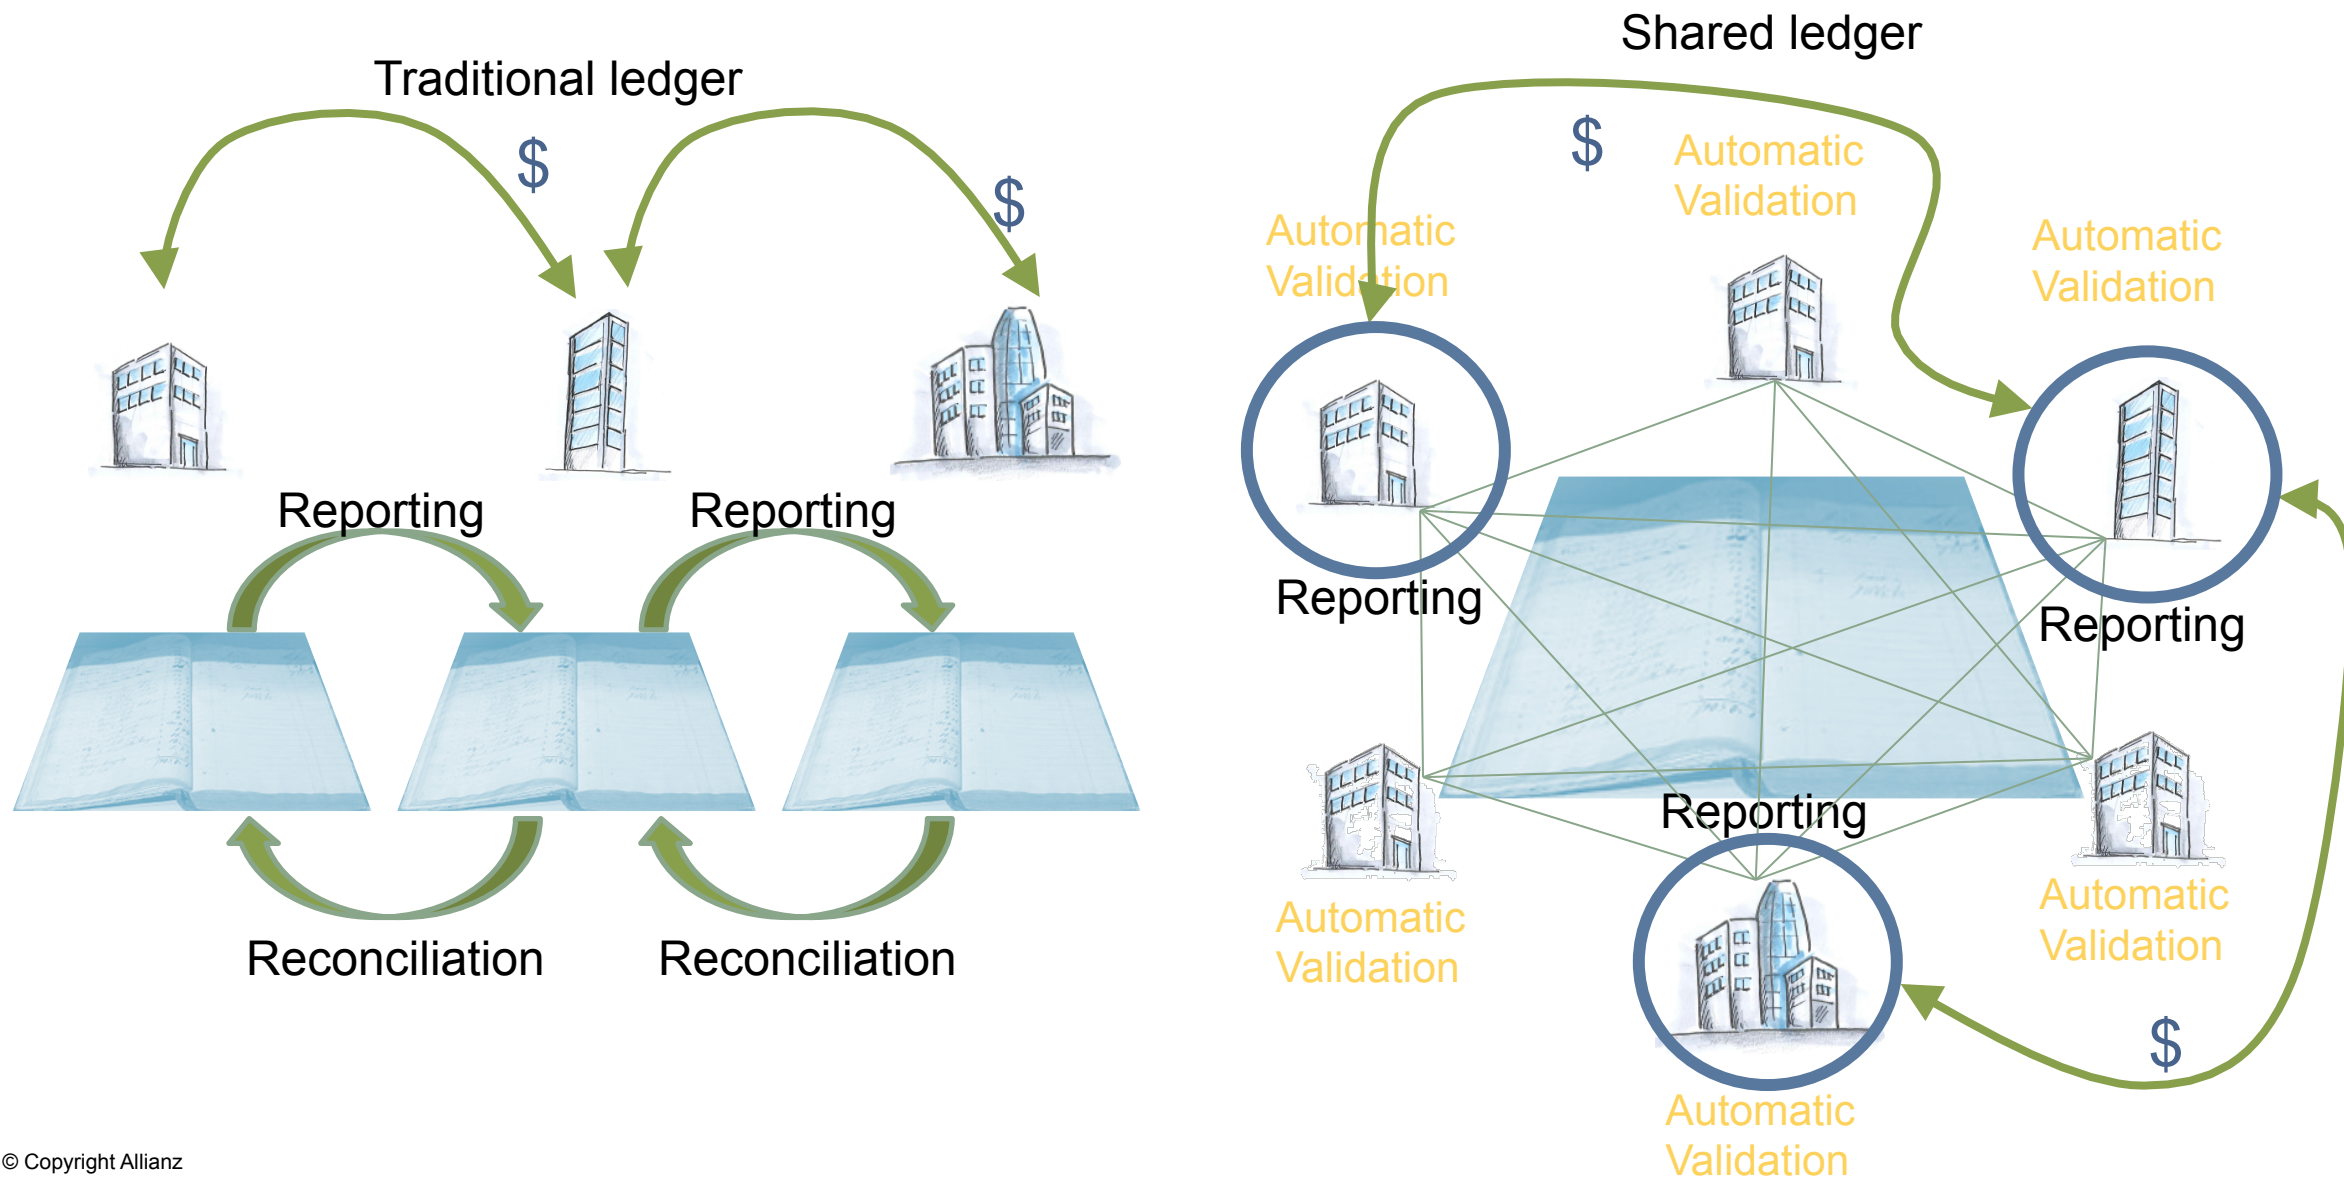 Traditional ledger
$
$
Reporting
Reporting
Reconciliation
Reconciliation
Shared ledger
$
Automatic
Validation
Automatic
Validation
Automatic
Validation
Reporting
Reporting
Reporting
Automatic
Validation
Automatic
Validation
$
Automatic
Validation
© Copyright Allianz